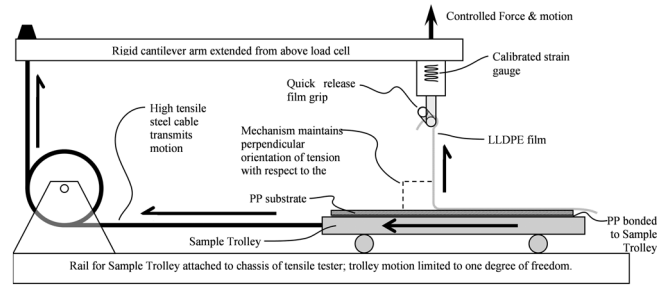 Controlled Force & motion
Rigid cantilever arm extended from above load cell
Calibrated strain
gauge
Quick release
film grip
High tensile
steel cable
transmits
motion
Mechanism maintains
perpendicular
orientation of tension
with respect to the
LLDPE film
PP substrate
PP bonded
to Sample
Trolley
Sample Trolley
Rail for Sample Trolley attached to chassis of tensile tester; trolley motion limited to one degree of freedom.